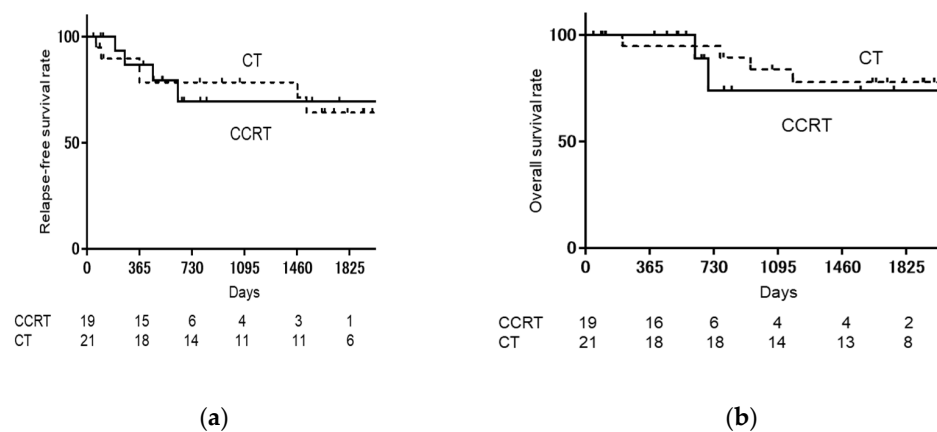 Relapse-free survival rate
100
50
0
CT
CCRT
0 365 730 1095 1460 1825
Days
CCRT 19 15 6 4 3 1
CT 21 18 14 11 11 6
(a)
Overall survival rate
100
50
0
CT
CCRT
0 365 730 1095 1460 1825
Days
CCRT 19 16 6 4 4 2
CT 21 18 18 14 13 8
(b)